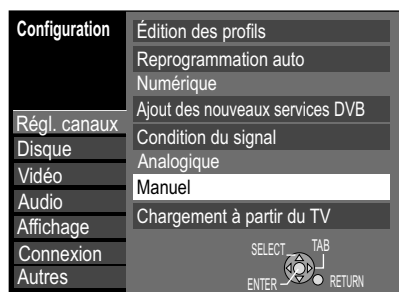 Configuration
Régl. canaux
Disque
Vidéo
Audio
Affichage
Connexion
Autres
Édition des profils
Reprogrammation auto
Numérique
Ajout des nouveaux services DVB
Condition du signal
Analogique
Manuel
Chargement à partir du TV
SELECT TAB
ENTER RETURN